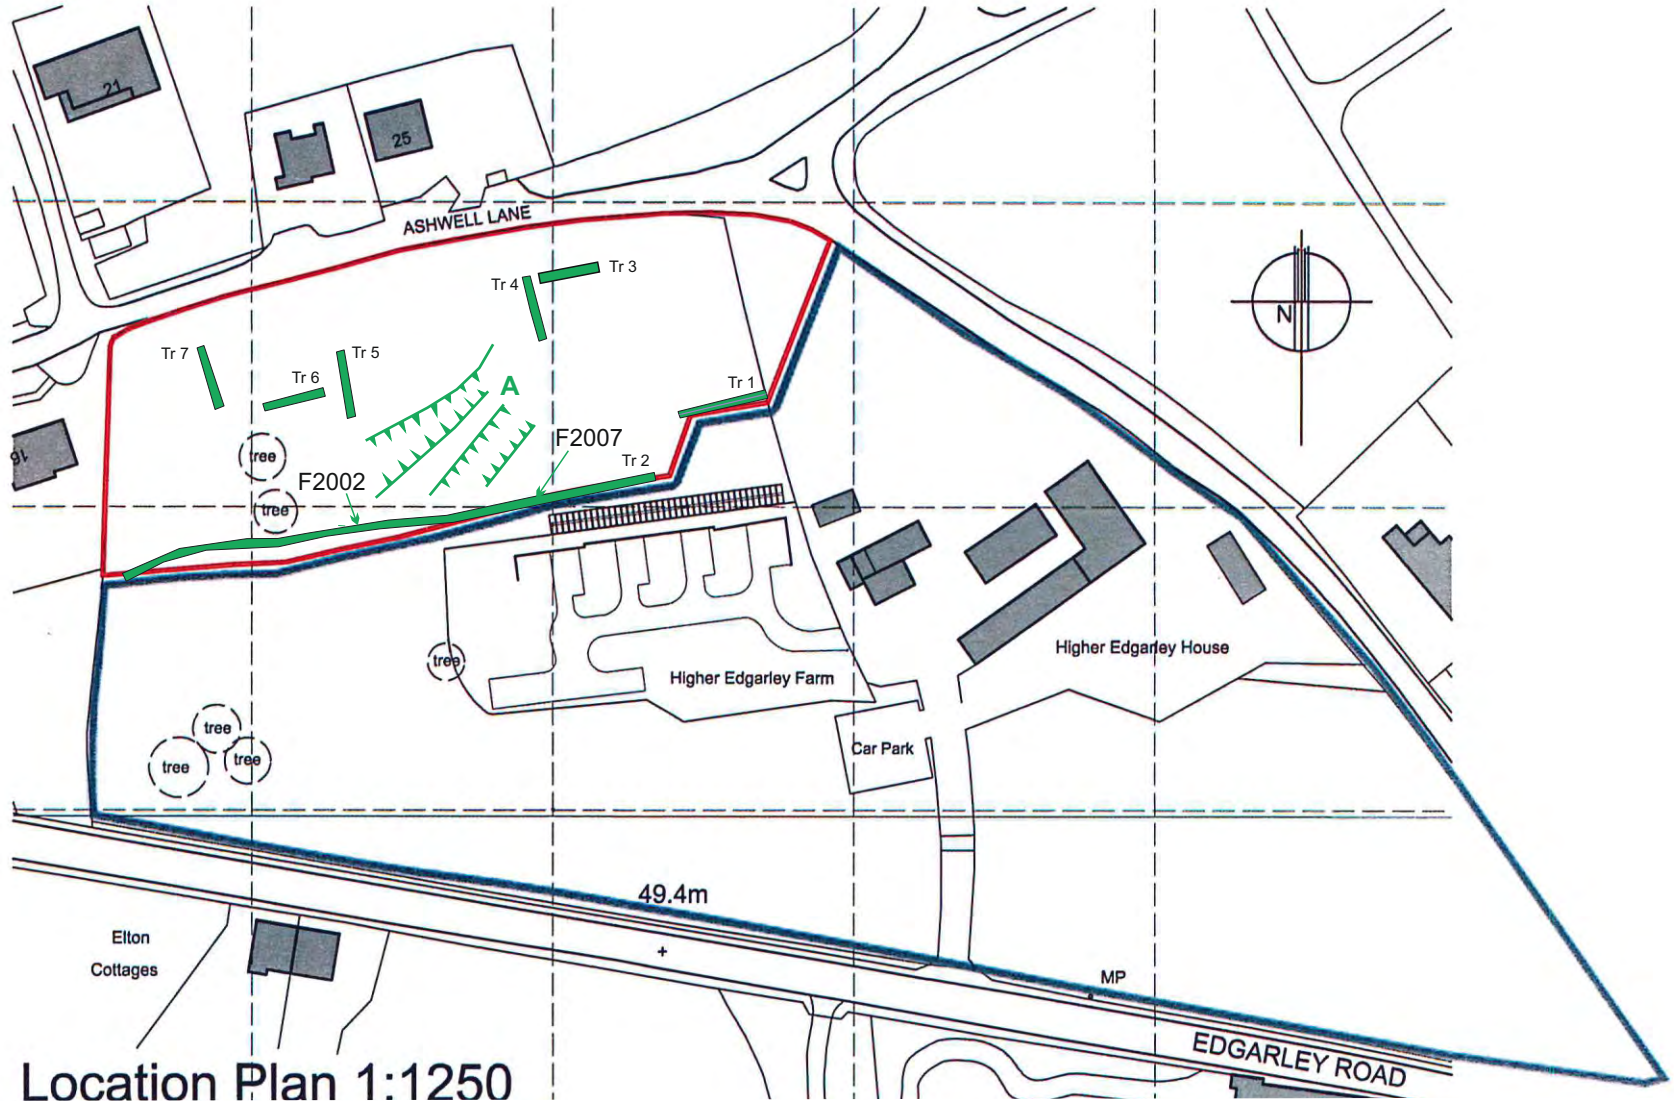 21
25
ASHWELL LANE
Tr 3
Tr 4
N
Tr 7
Tr 5
Tr 6
A
Tr 1
16
tree
F2007
Tr 2
F2002
tree
Higher Edgarley House
tree
Higher Edgarley Farm
tree
Car Park
tree
tree
49.4m
Elton
Cottages
MP
EDGARLEY ROAD
Location Plan 1:1250